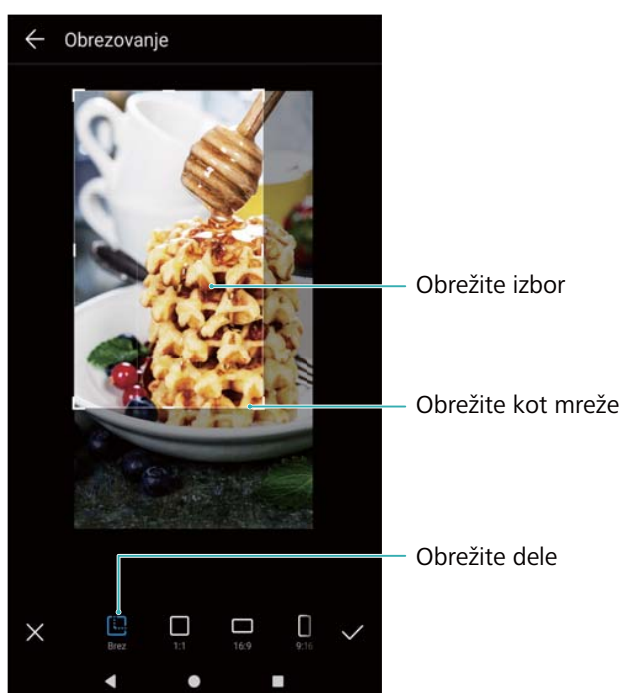 Obrezovanje
Obrežite izbor
Obrežite kot mreže
Obrežite dele
Brez
1:1
16:9
9:16